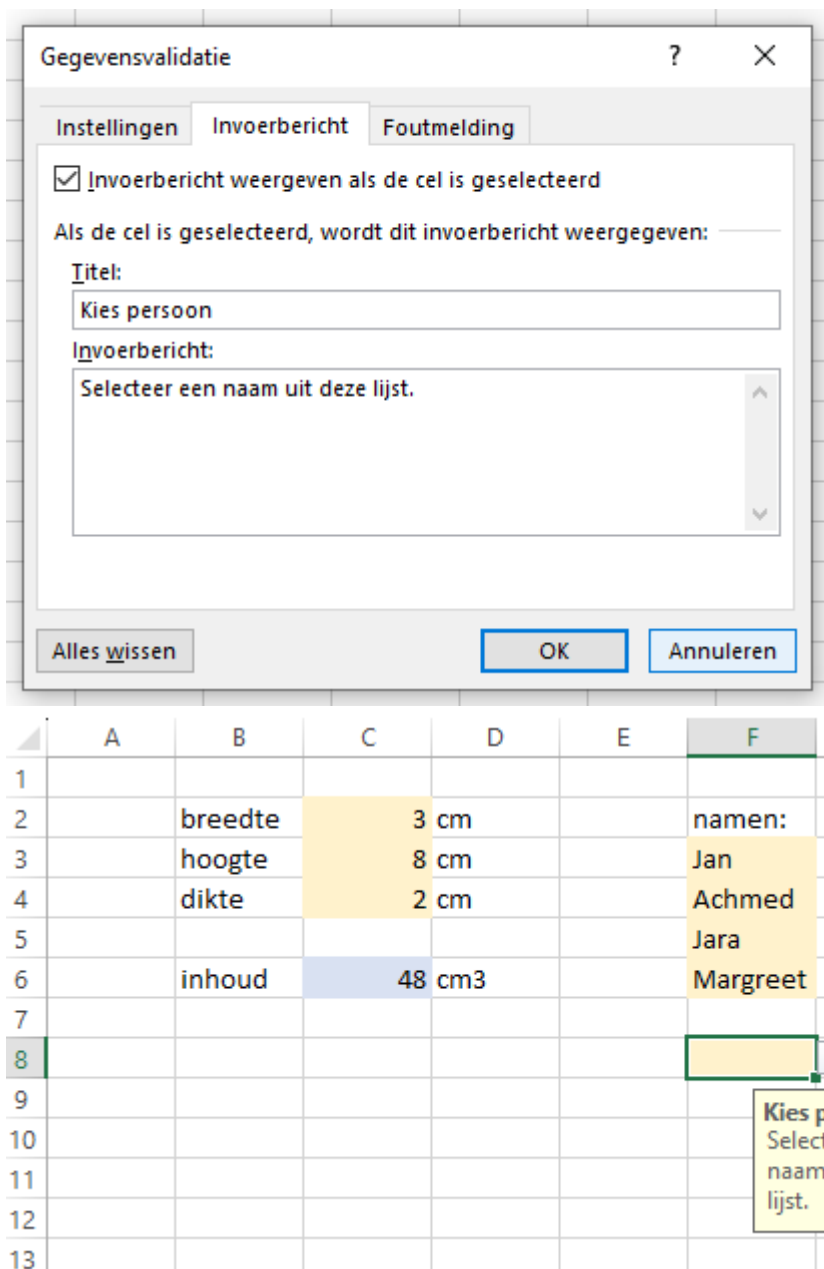 Gegevensvalidatie ? ×
Instellingen Invoerbericht Foutmelding
Invoerbericht weergeven als de cel is geselecteerd
Als de cel is geselecteerd, wordt dit invoerbericht weergegeven:
Titel:
Kies persoon
Invoerbericht:
Selecteer een naam uit deze lijst.
Alles wissen OK Annuleren
A B C D E F
1
2 breedte 3 cm namen:
3 hoogte 8 cm Jan
4 dikte 2 cm Achmed
5 Jara
6 inhoud 48 cm3 Margreet
7
8
9
Kies p
10 Select
11 naam
12 lijst.
13